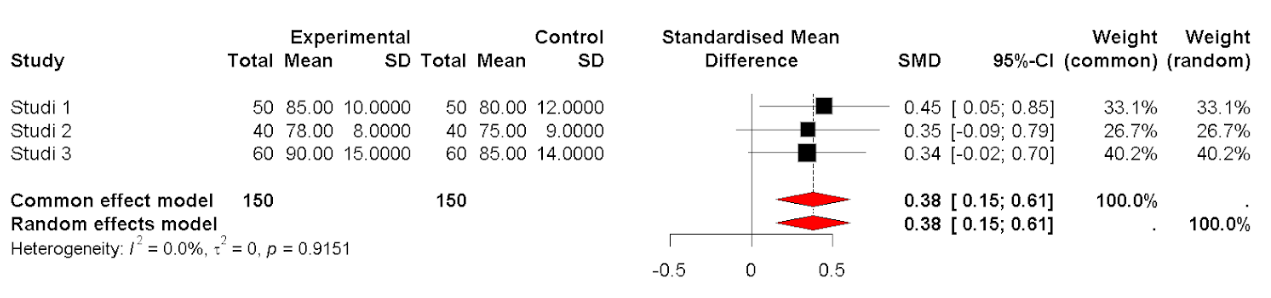 Experimental Control Standardised Mean Weight Weight
Study Total Mean SD Total Mean SD Difference SMD 95%-CI (common) (random)
Studi 1 50 85.00 10.0000 50 80.00 12.0000 0.45 [ 0.05; 0.85] 33.1% 33.1%
Studi 2 40 78.00 8.0000 40 75.00 9.0000 0.35 [-0.09; 0.79] 26.7% 26.7%
Studi 3 60 90.00 15.0000 60 85.00 14.0000 0.34 [-0.02; 0.70] 40.2% 40.2%
Common effect model 150 150 0.38 [ 0.15; 0.61] 100.0% .
Random effects model 0.38 [ 0.15; 0.61] . 100.0%
Heterogeneity: I² = 0.0%, τ² = 0, p = 0.9151
-0.5 0 0.5